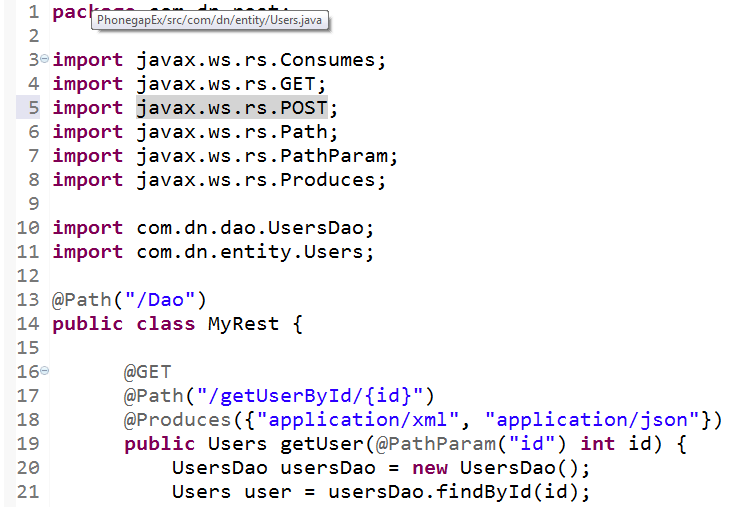 1 package com.dn.rest;
PhonegapEx/src/com/dn/entity/Users.java
2
3 import javax.ws.rs.Consumes;
4 import javax.ws.rs.GET;
5 import javax.ws.rs.POST;
6 import javax.ws.rs.Path;
7 import javax.ws.rs.PathParam;
8 import javax.ws.rs.Produces;
9
10 import com.dn.dao.UsersDao;
11 import com.dn.entity.Users;
12
13 @Path("/Dao")
14 public class MyRest {
15
16 @GET
17 @Path("/getUserById/{id}")
18 @Produces({"application/xml", "application/json"})
19 public Users getUser(@PathParam("id") int id) {
20 UsersDao usersDao = new UsersDao();
21 Users user = usersDao.findById(id);